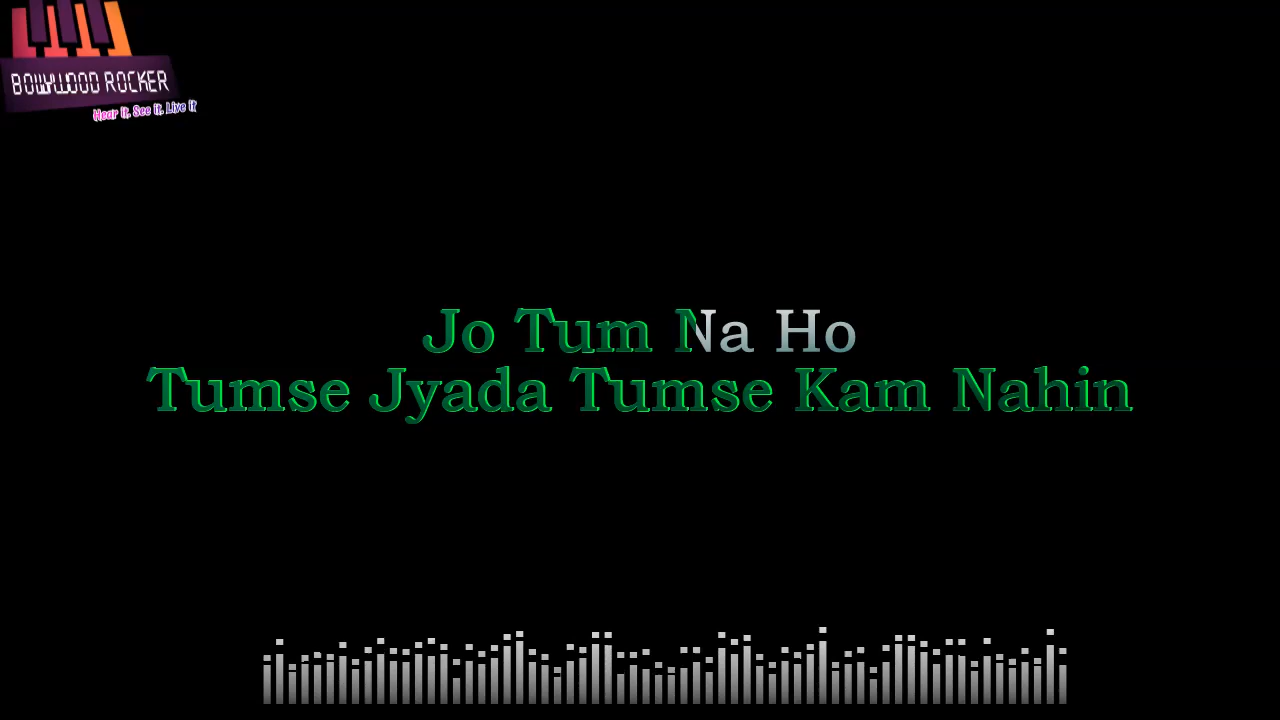 BOLLYWOOD ROCKER
Hear it, See it, Live it
Jo Tum Na Ho
Tumse Jyada Tumse Kam Nahin